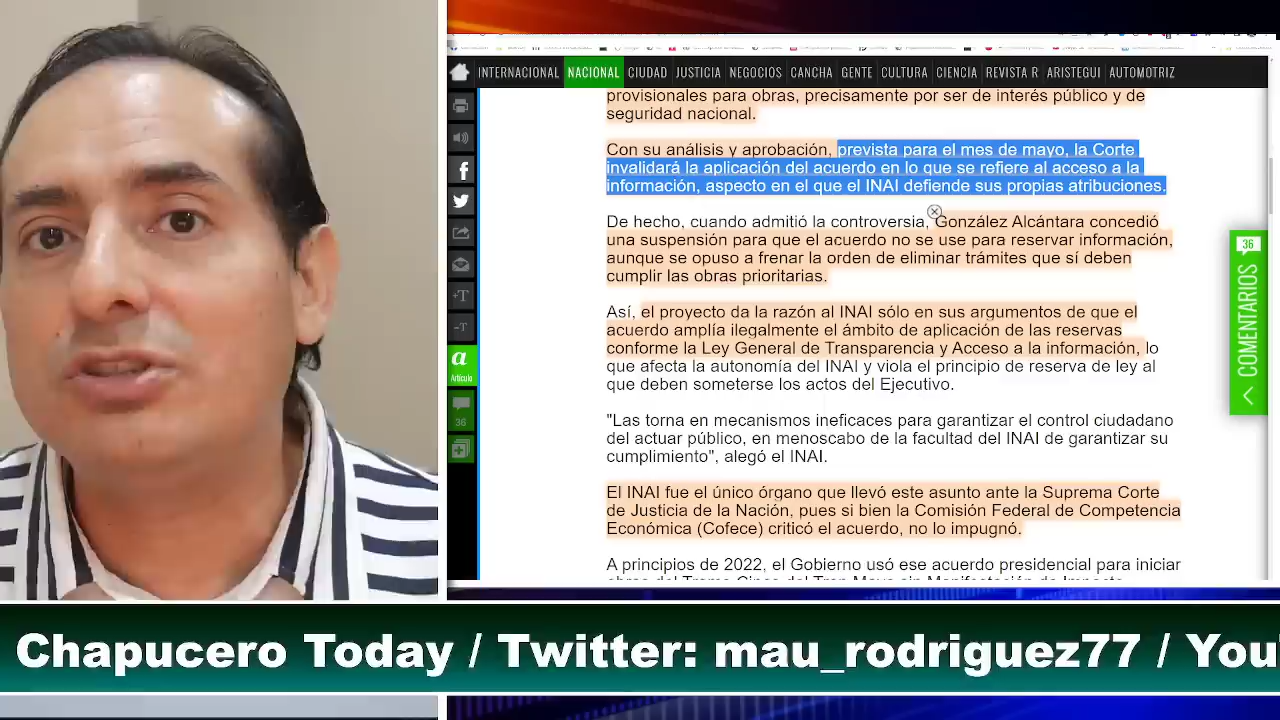 INTERNACIONAL NACIONAL CIUDAD JUSTICIA NEGOCIOS CANCHA GENTE CULTURA CIENCIA REVISTA R ARISTEGUI AUTOMOTRIZ
provisionales para obras, precisamente por ser de interés público y de
seguridad nacional.
Con su análisis y aprobación, prevista para el mes de mayo, la Corte
invalidará la aplicación del acuerdo en lo que se refiere al acceso a la
información, aspecto en el que el INAI defiende sus propias atribuciones.
De hecho, cuando admitió la controversia, González Alcántara concedió
una suspensión para que el acuerdo no se use para reservar información,
aunque se opuso a frenar la orden de eliminar trámites que sí deben
cumplir las obras prioritarias.
Así, el proyecto da la razón al INAI sólo en sus argumentos de que el
acuerdo amplía ilegalmente el ámbito de aplicación de las reservas
conforme la Ley General de Transparencia y Acceso a la información, lo
que afecta la autonomía del INAI y viola el principio de reserva de ley al
que deben someterse los actos del Ejecutivo.
"Las torna en mecanismos ineficaces para garantizar el control ciudadano
del actuar público, en menoscabo de la facultad del INAI de garantizar su
cumplimiento", alegó el INAI.
El INAI fue el único órgano que llevó este asunto ante la Suprema Corte
de Justicia de la Nación, pues si bien la Comisión Federal de Competencia
Económica (Cofece) criticó el acuerdo, no lo impugnó.
A principios de 2022, el Gobierno usó ese acuerdo presidencial para iniciar
+T
-T
a
Artículo
36
36
COMENTARIOS
Chapucero Today / Twitter: mau_rodriguez77 / You